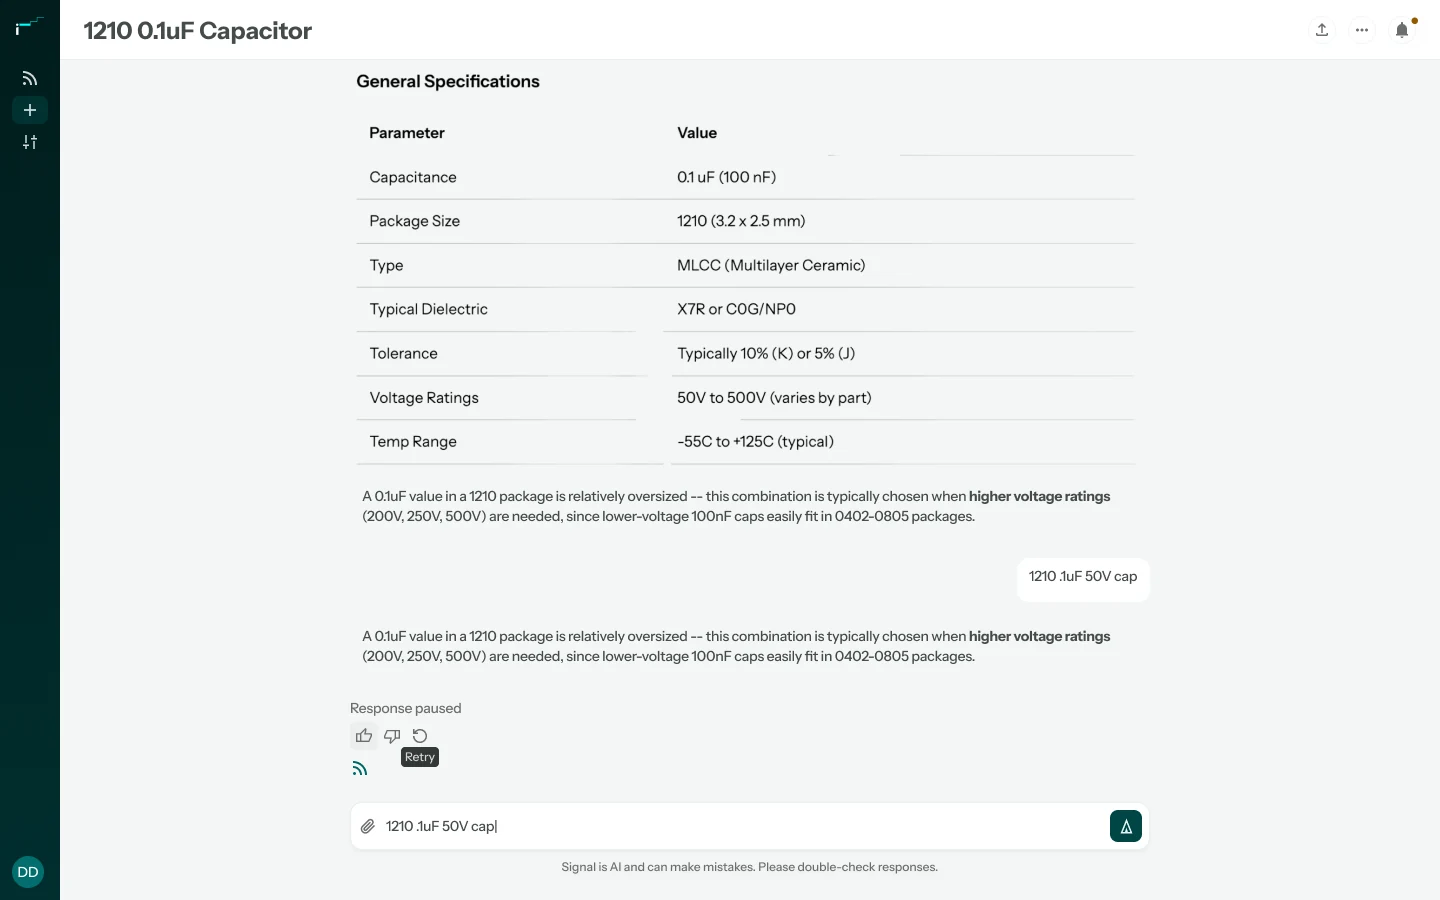 1210 0.1uF Capacitor
General Specifications
Parameter Value
Capacitance 0.1 uF (100 nF)
Package Size 1210 (3.2 x 2.5 mm)
Type MLCC (Multilayer Ceramic)
Typical Dielectric X7R or C0G/NP0
Tolerance Typically 10% (K) or 5% (J)
Voltage Ratings 50V to 500V (varies by part)
Temp Range -55C to +125C (typical)
A 0.1uF value in a 1210 package is relatively oversized -- this combination is typically chosen when higher voltage ratings
(200V, 250V, 500V) are needed, since lower-voltage 100nF caps easily fit in 0402-0805 packages.
1210 .1uF 50V cap
A 0.1uF value in a 1210 package is relatively oversized -- this combination is typically chosen when higher voltage ratings
(200V, 250V, 500V) are needed, since lower-voltage 100nF caps easily fit in 0402-0805 packages.
Response paused
Retry
1210 .1uF 50V cap
Signal is AI and can make mistakes. Please double-check responses.
DD